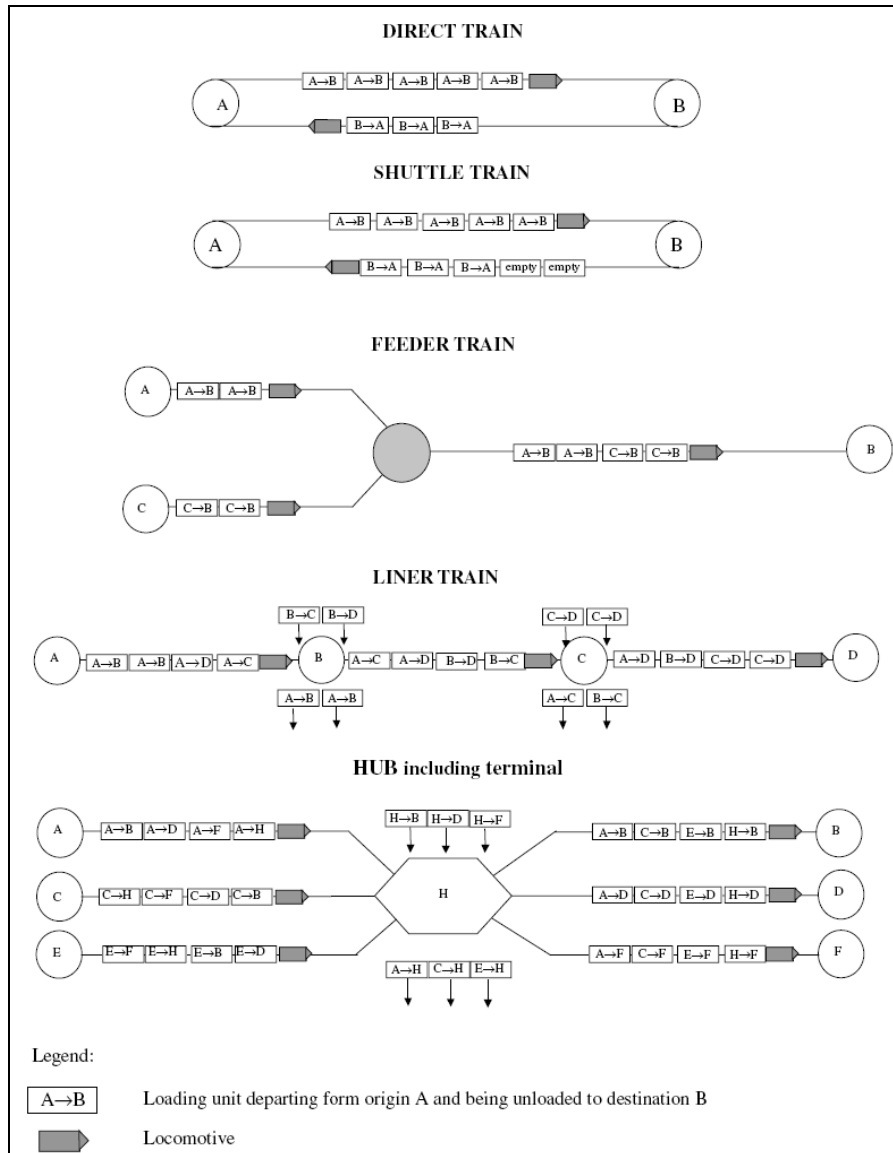 DIRECT TRAIN
A→B A→B A→B A→B A→B
A B
B→A B→A B→A
SHUTTLE TRAIN
A→B A→B A→B A→B A→B
A B
B→A B→A B→A empty empty
FEEDER TRAIN
A A→B A→B
A→B A→B C→B C→B B
C C→B C→B
LINER TRAIN
B→C B→D C→D C→D
A A→B A→B A→D A→C B A→C A→D B→D B→C C A→D B→D C→D C→D D
A→B A→B A→C B→C
HUB including terminal
H→B H→D H→F
A A→B A→D A→F A→H A→B C→B E→B H→B B
C C→H C→F C→D C→B H A→D C→D E→D H→D D
E E→F E→H E→B E→D A→F C→F E→F H→F F
A→H C→H E→H
Legend:
A→B Loading unit departing form origin A and being unloaded to destination B
Locomotive